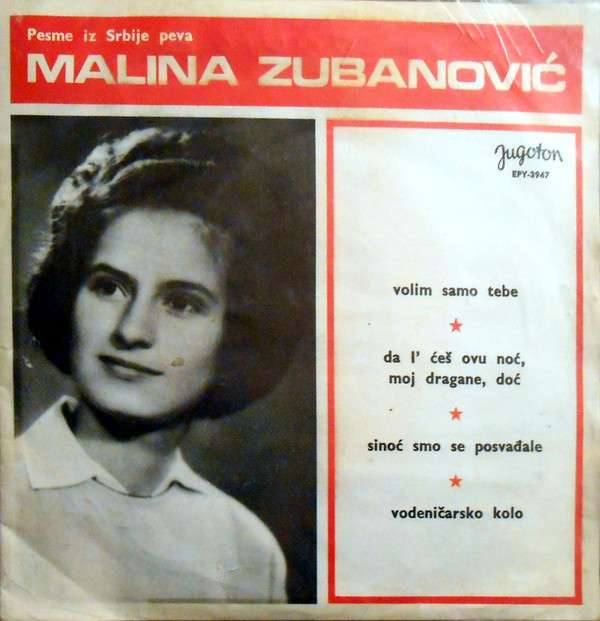 Pesme iz Srbije peva
MALINA ZUBANOVIĆ
Jugoton
EPY-3947
volim samo tebe
da l' ćeš ovu noć,
moj dragane, doć
sinoć smo se posvađale
vodeničarsko kolo